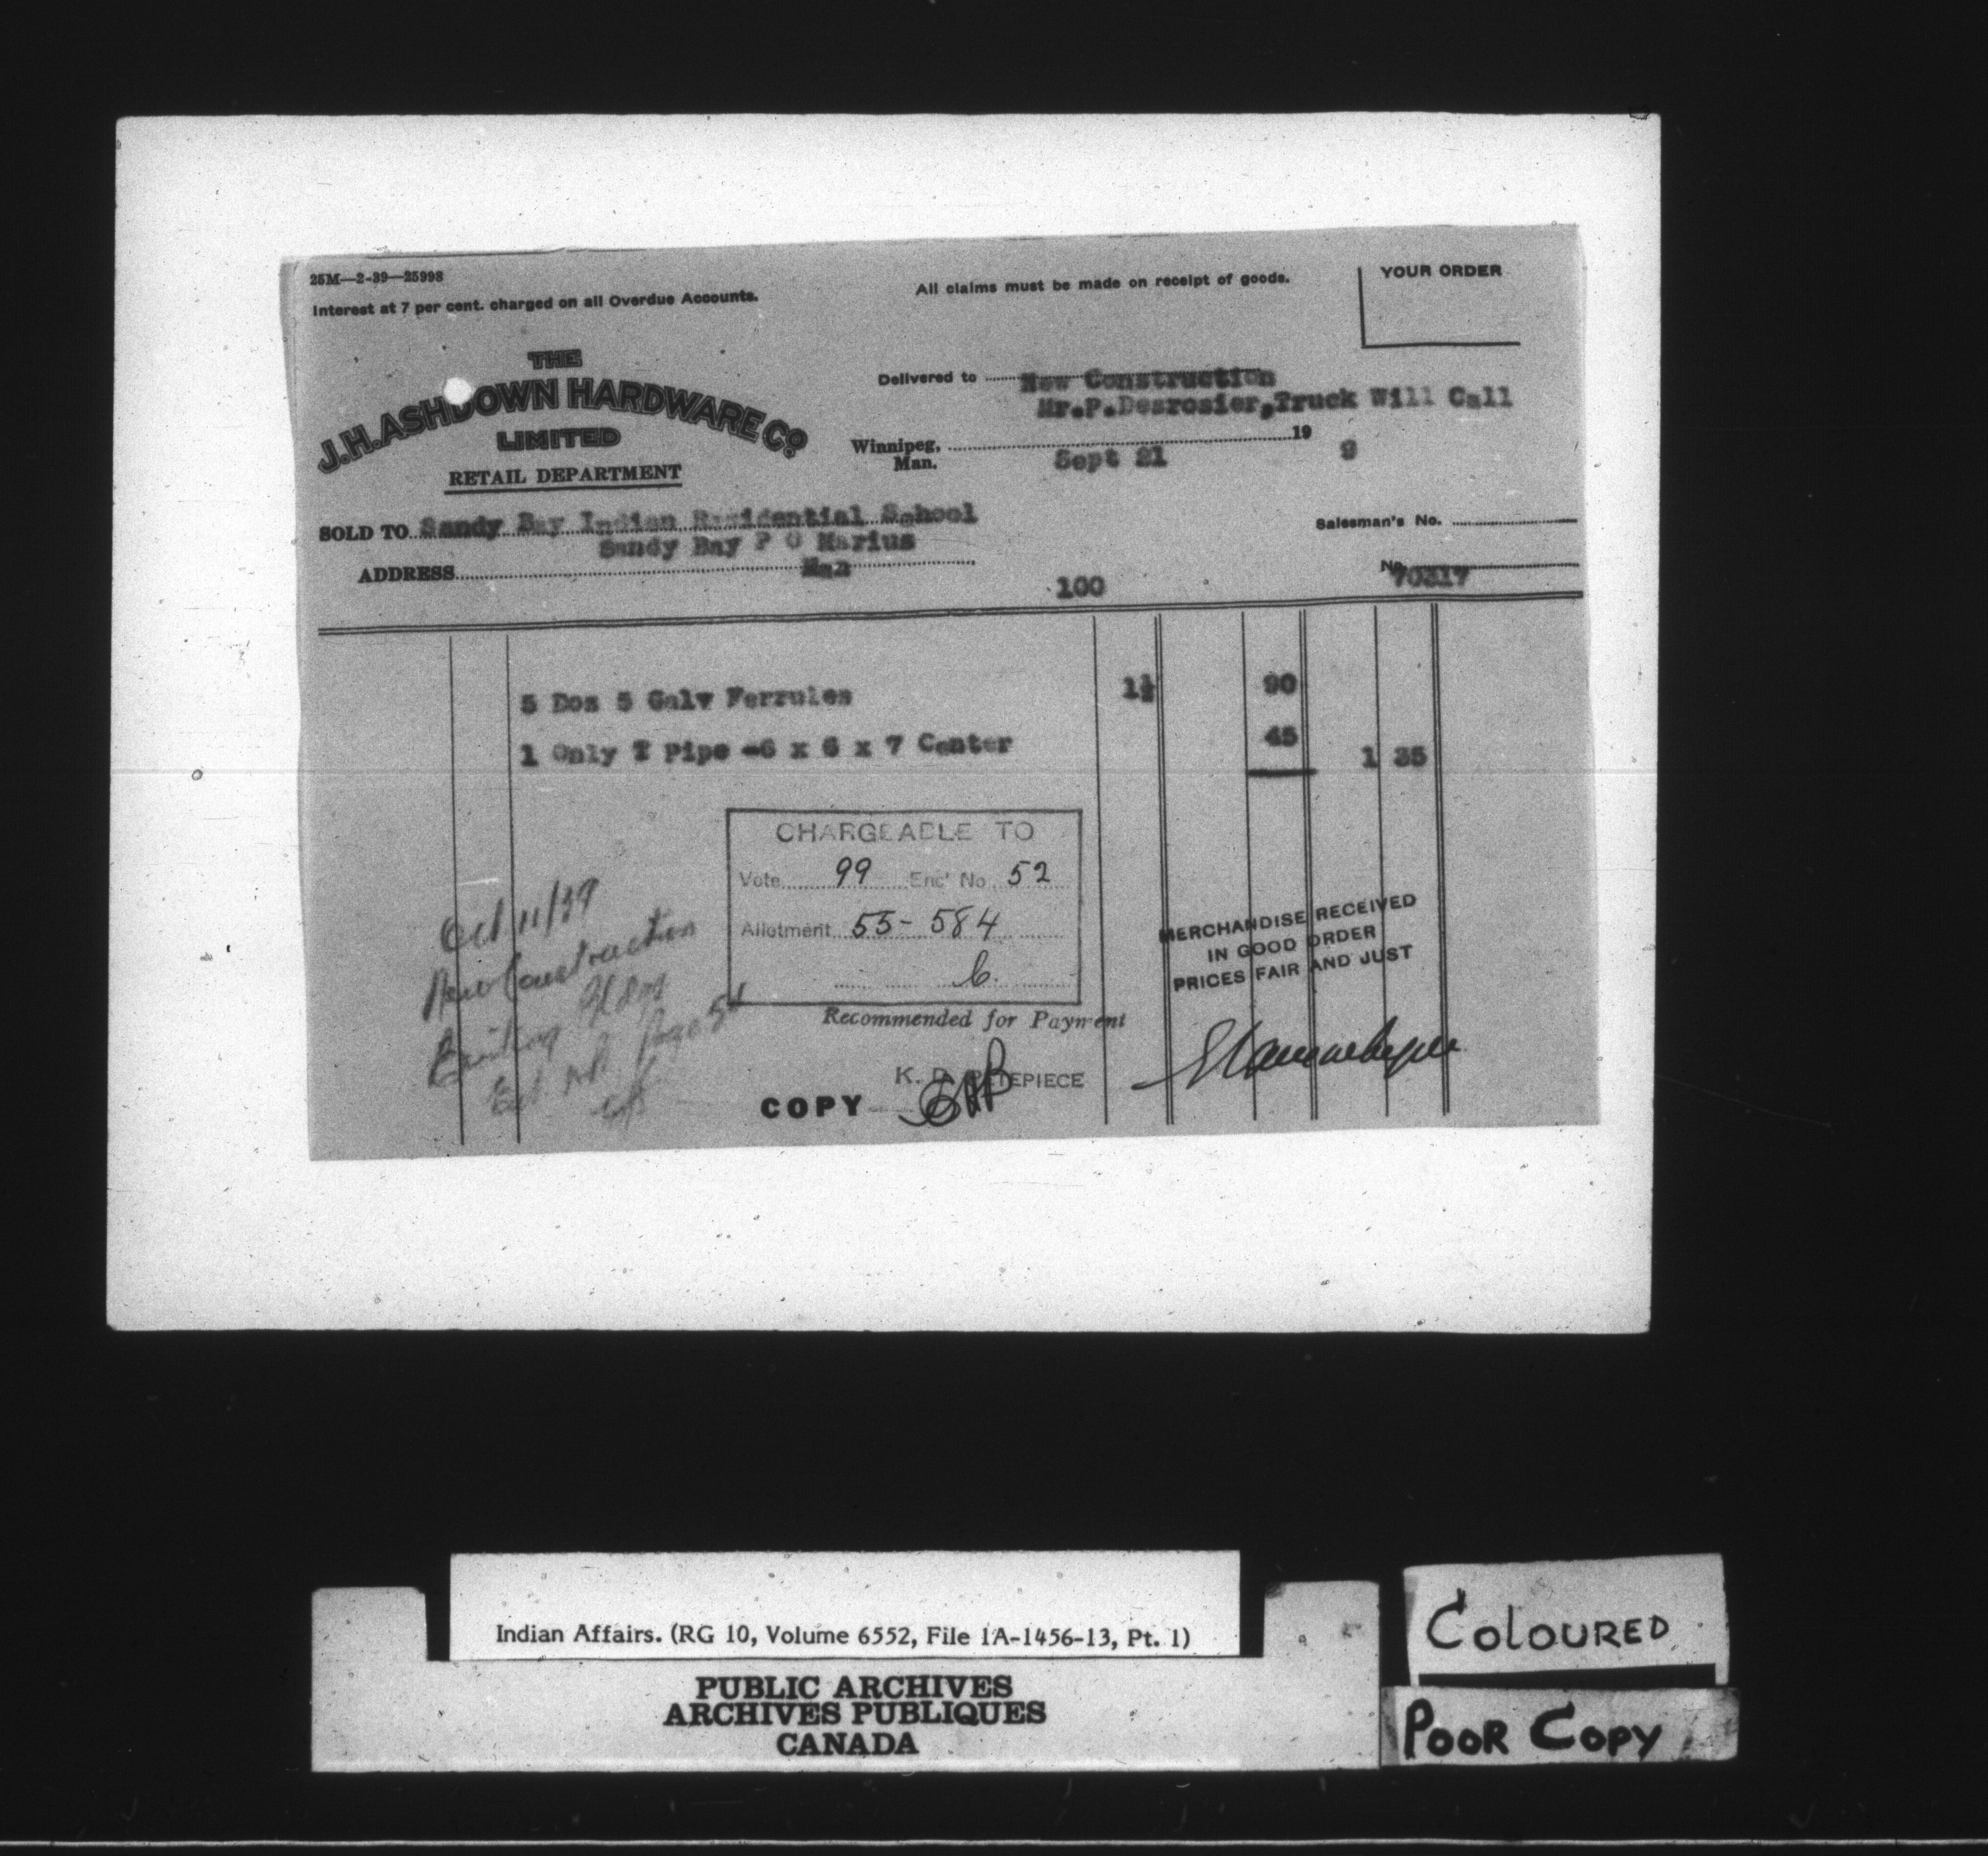 25M—2-39—25998
Interest at 7 per cent. charged on all Overdue Accounts.
All claims must be made on receipt of goods.
YOUR ORDER
THE
J.H. ASHDOWN HARDWARE Co.
LIMITED
RETAIL DEPARTMENT
Delivered to New Construction
Mr.P.Desrosier,Truck Will Call
Winnipeg, Man. Sept 21 19 9
SOLD TO Sandy Bay Indian Residential School
Sandy Bay P O Marius
ADDRESS Man
Salesman's No.
No. 70317
100
5 Doz 5 Galv Ferrules 1½ 90
1 Only T Pipe -6 x 6 x 7 Center 45 1 35
CHARGEABLE TO
Vote 99 Enc' No. 52
Allotment 55-584
b.
Oct 11/39
New Construction
Bldgs
page 51
MERCHANDISE RECEIVED
IN GOOD ORDER
PRICES FAIR AND JUST
Recommended for Payment
COPY
Indian Affairs. (RG 10, Volume 6552, File 1A-1456-13, Pt. 1)
PUBLIC ARCHIVES
ARCHIVES PUBLIQUES
CANADA
COLOURED
POOR COPY